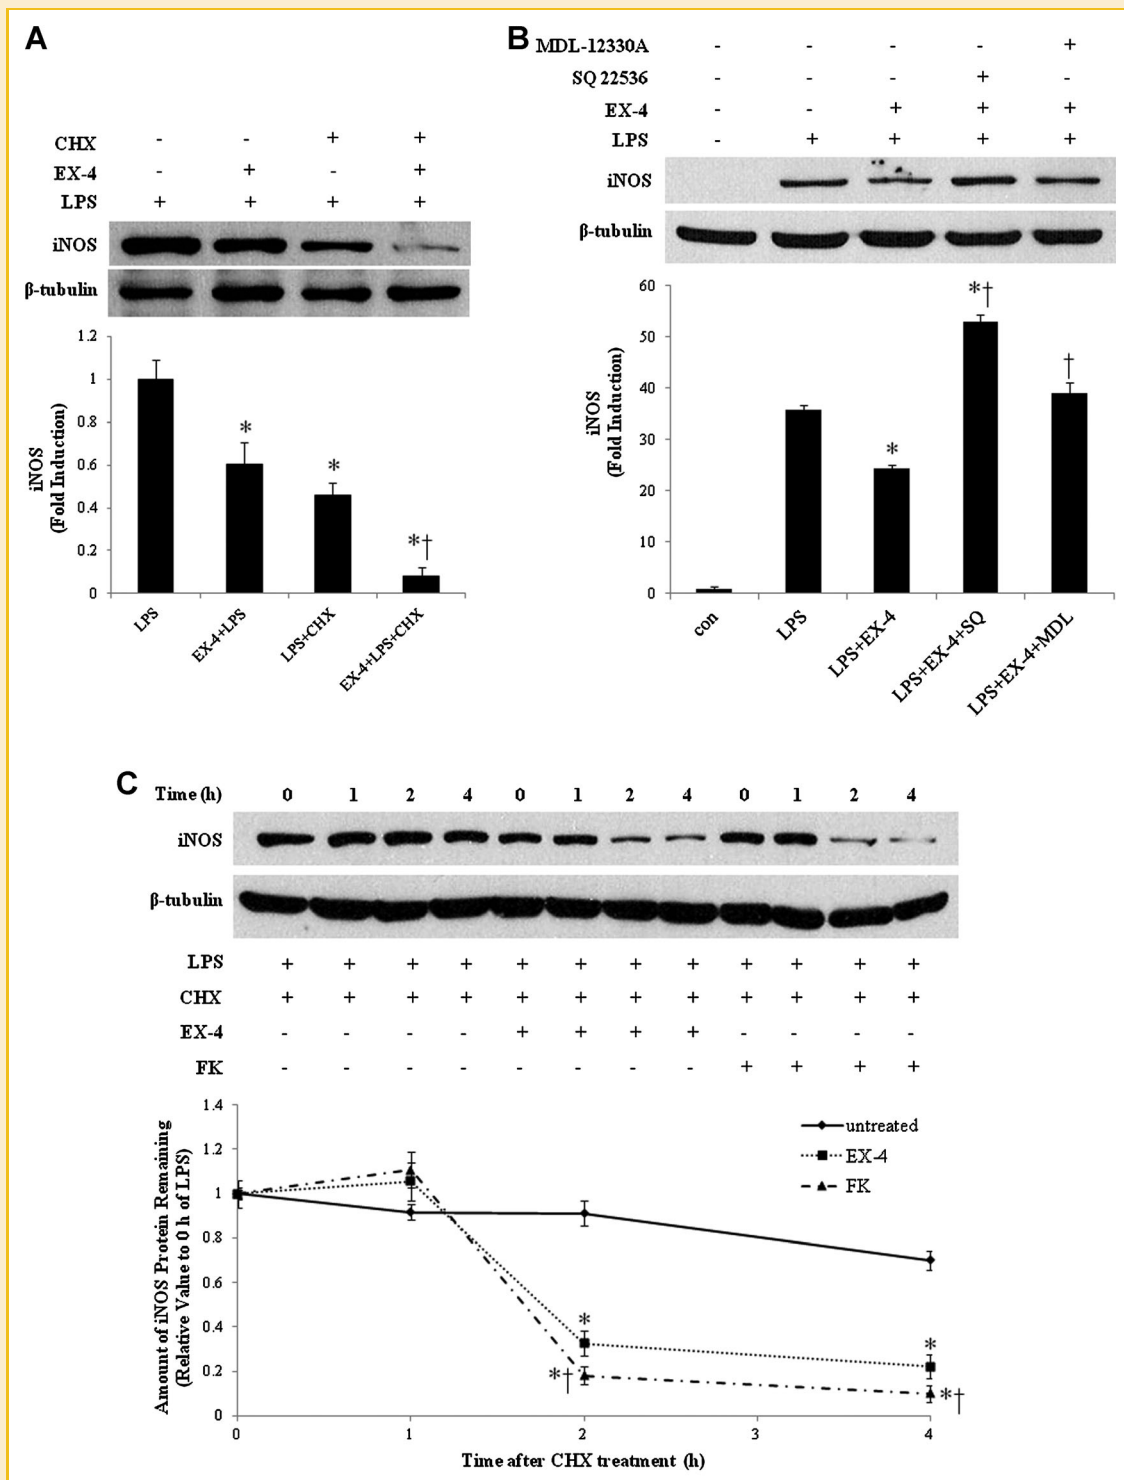 A
CHX - - + +
EX-4 - + - +
LPS + + + +
iNOS
β-tubulin
1.2
1
0.8
0.6
0.4
0.2
0
iNOS
(Fold Induction)
*
*
*†
LPS
EX-4+LPS
LPS+CHX
EX-4+LPS+CHX
B
MDL-12330A - - - - +
SQ 22536 - - - + -
EX-4 - - + + +
LPS - + + + +
iNOS
β-tubulin
60
50
40
30
20
10
0
iNOS
(Fold Induction)
*
*†
†
con
LPS
LPS+EX-4
LPS+EX-4+SQ
LPS+EX-4+MDL
C
Time (h) 0 1 2 4 0 1 2 4 0 1 2 4
iNOS
β-tubulin
LPS + + + + + + + + + + + +
CHX + + + + + + + + + + + +
EX-4 - - - - + + + + - - - -
FK - - - - - - - - + + + +
1.4
1.2
1
0.8
0.6
0.4
0.2
0
Amount of iNOS Protein Remaining
(Relative Value to 0 h of LPS)
untreated
EX-4
FK
*
*
*†
*†
0 1 2 3 4
Time after CHX treatment (h)